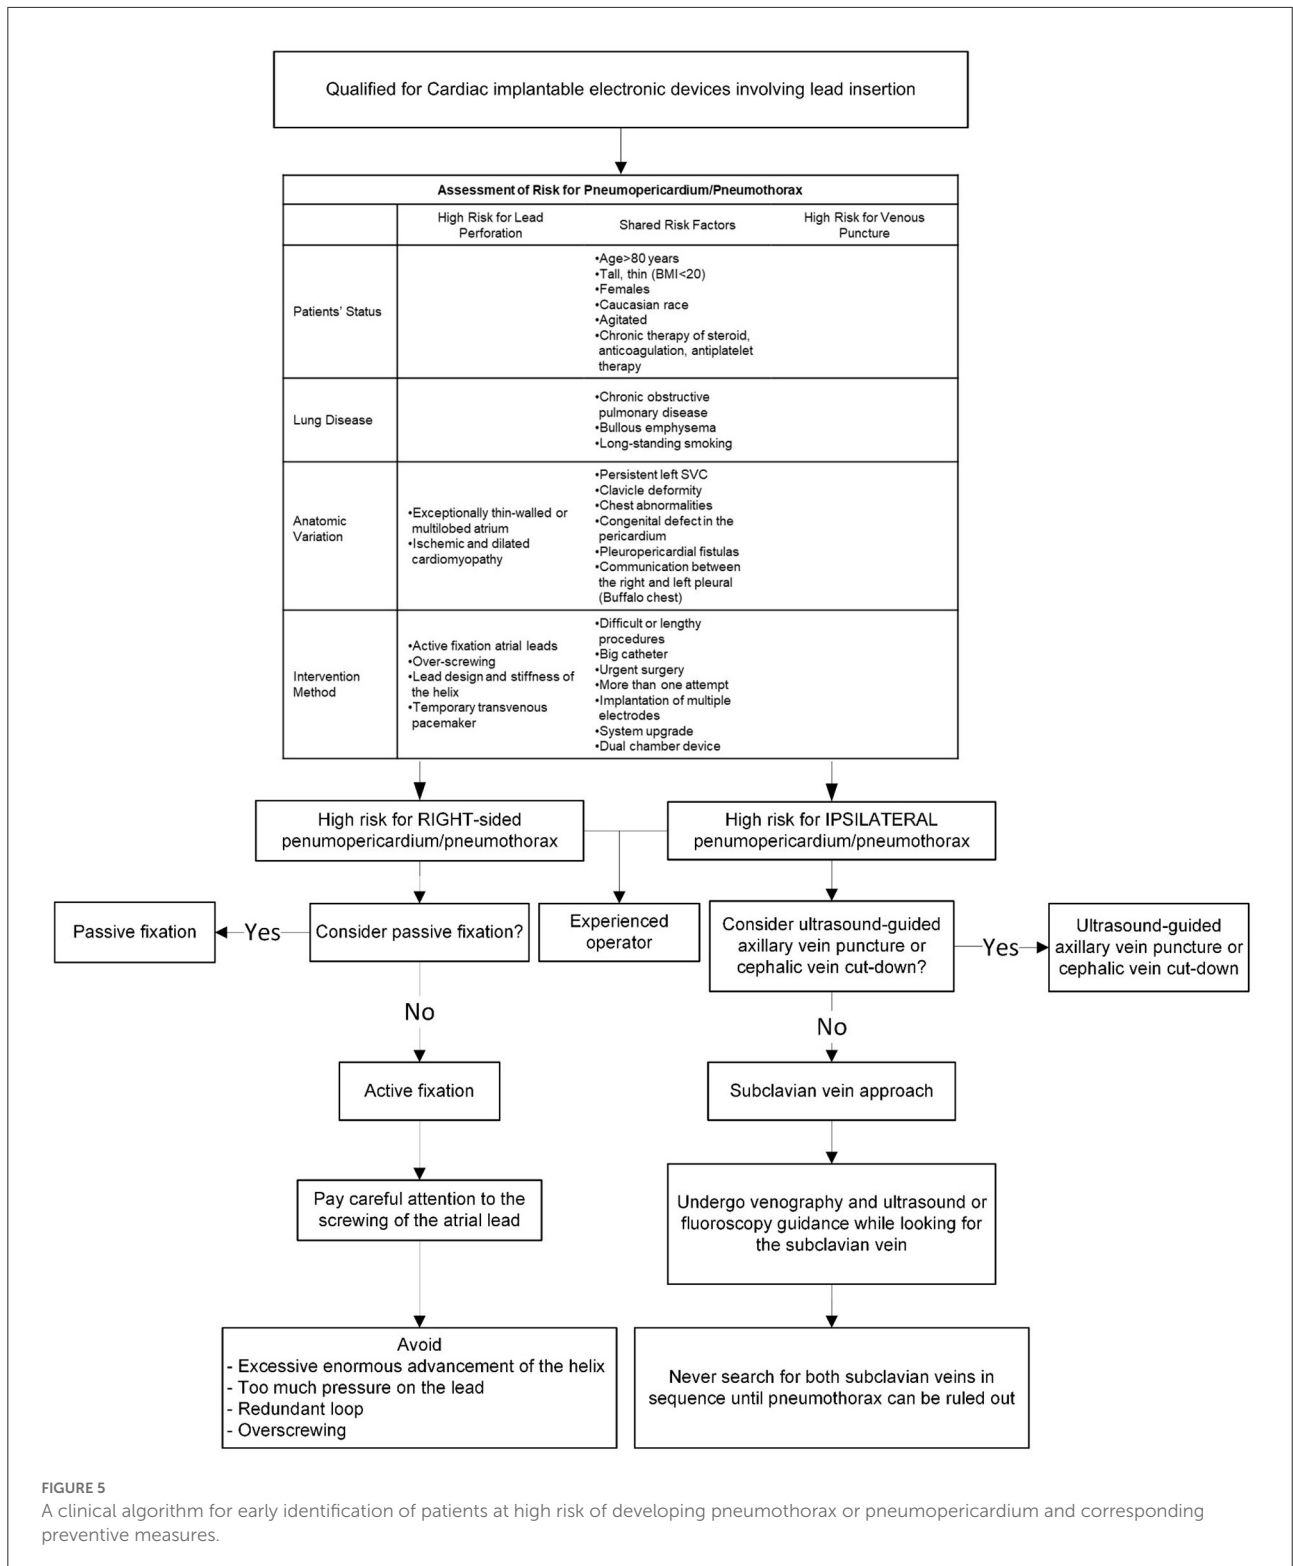 Qualified for Cardiac implantable electronic devices involving lead insertion
Assessment of Risk for Pneumopericardium/Pneumothorax
High Risk for Lead
Perforation
Shared Risk Factors
High Risk for Venous
Puncture
Patients' Status
•Age>80 years
•Tall, thin (BMI<20)
•Females
•Caucasian race
•Agitated
•Chronic therapy of steroid,
anticoagulation, antiplatelet
therapy
Lung Disease
•Chronic obstructive
pulmonary disease
•Bullous emphysema
•Long-standing smoking
Anatomic
Variation
•Exceptionally thin-walled or
multilobed atrium
•Ischemic and dilated
cardiomyopathy
•Persistent left SVC
•Clavicle deformity
•Chest abnormalities
•Congenital defect in the
pericardium
•Pleuropericardial fistulas
•Communication between
the right and left pleural
(Buffalo chest)
Intervention
Method
•Active fixation atrial leads
•Over-screwing
•Lead design and stiffness of
the helix
•Temporary transvenous
pacemaker
•Difficult or lengthy
procedures
•Big catheter
•Urgent surgery
•More than one attempt
•Implantation of multiple
electrodes
•System upgrade
•Dual chamber device
High risk for RIGHT-sided
penumopericardium/pneumothorax
High risk for IPSILATERAL
penumopericardium/pneumothorax
Passive fixation
Yes
Consider passive fixation?
Experienced
operator
Consider ultrasound-guided
axillary vein puncture or
cephalic vein cut-down?
Yes
Ultrasound-guided
axillary vein puncture or
cephalic vein cut-down
No
No
Active fixation
Subclavian vein approach
Pay careful attention to the
screwing of the atrial lead
Undergo venography and ultrasound or
fluoroscopy guidance while looking for
the subclavian vein
Avoid
- Excessive enormous advancement of the helix
- Too much pressure on the lead
- Redundant loop
- Overscrewing
Never search for both subclavian veins in
sequence until pneumothorax can be ruled out
FIGURE 5
A clinical algorithm for early identification of patients at high risk of developing pneumothorax or pneumopericardium and corresponding
preventive measures.